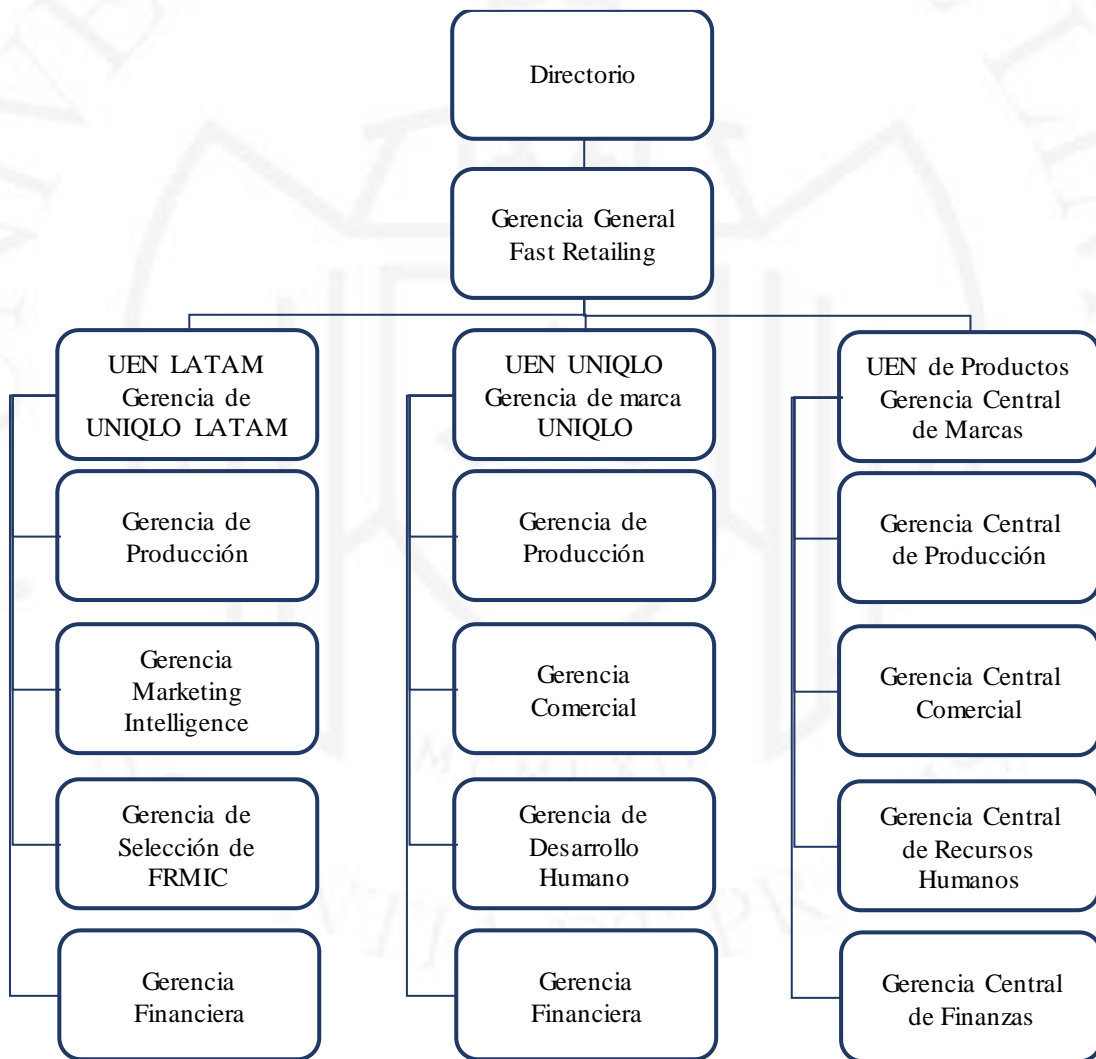 Directorio
Gerencia General
Fast Retailing
UEN LATAM
Gerencia de
UNIQLO LATAM
UEN UNIQLO
Gerencia de marca
UNIQLO
UEN de Productos
Gerencia Central
de Marcas
Gerencia de
Producción
Gerencia de
Producción
Gerencia Central
de Producción
Gerencia
Marketing
Intelligence
Gerencia
Comercial
Gerencia Central
Comercial
Gerencia de
Selección de
FRMIC
Gerencia de
Desarrollo
Humano
Gerencia Central
de Recursos
Humanos
Gerencia
Financiera
Gerencia
Financiera
Gerencia Central
de Finanzas